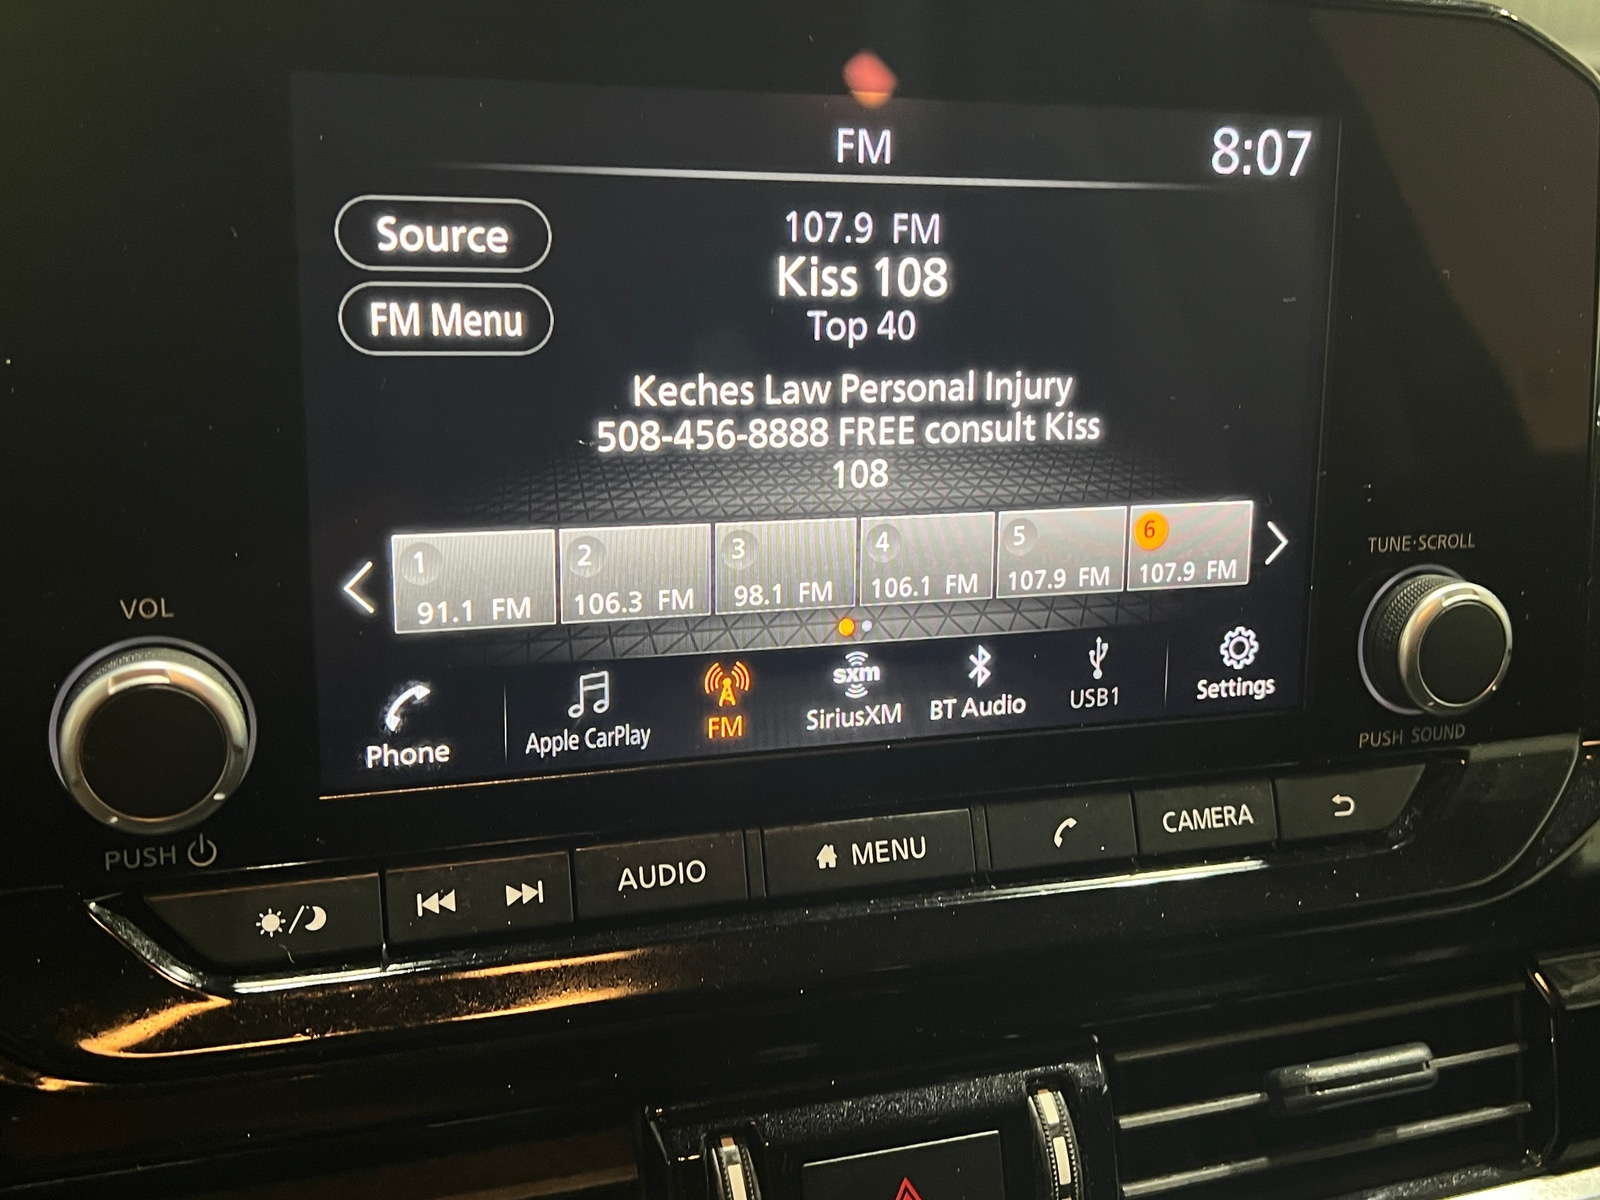 FM
8:07
Source
FM Menu
107.9 FM
Kiss 108
Top 40
Keches Law Personal Injury
508-456-8888 FREE consult Kiss
108
1
91.1 FM
2
106.3 FM
3
98.1 FM
4
106.1 FM
5
107.9 FM
6
107.9 FM
Phone
Apple CarPlay
FM
sxm
SiriusXM
BT Audio
USB1
Settings
VOL
PUSH
TUNE·SCROLL
PUSH SOUND
AUDIO
MENU
CAMERA